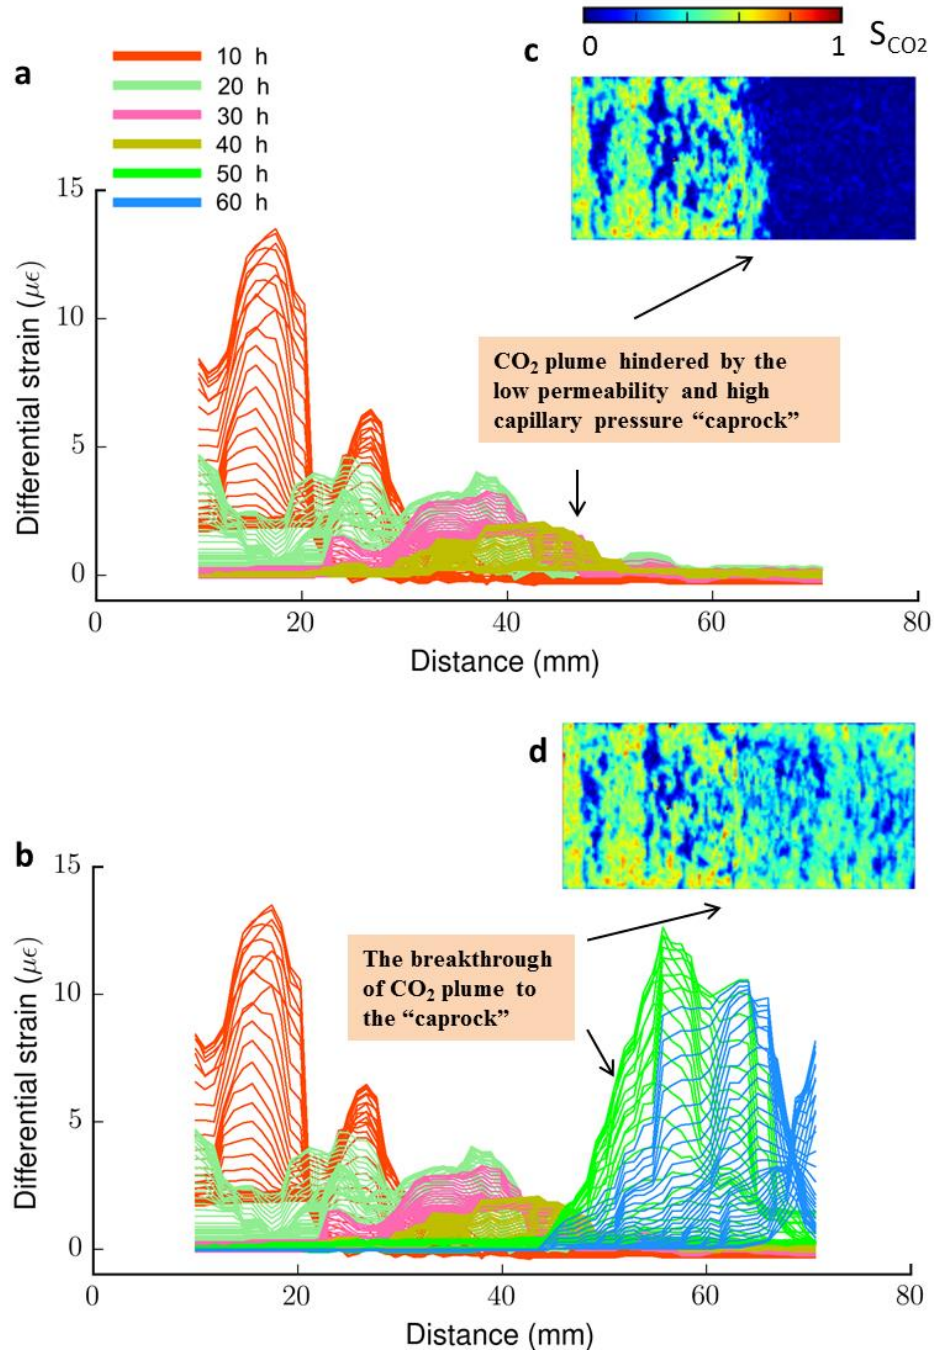 0 1 S_CO2
a
10 h
20 h
30 h
40 h
50 h
60 h
c
15
10
5
0
Differential strain (με)
CO2 plume hindered by the
low permeability and high
capillary pressure “caprock”
0 20 40 60 80
Distance (mm)
d
b
15
10
5
0
Differential strain (με)
The breakthrough
of CO2 plume to
the “caprock”
0 20 40 60 80
Distance (mm)